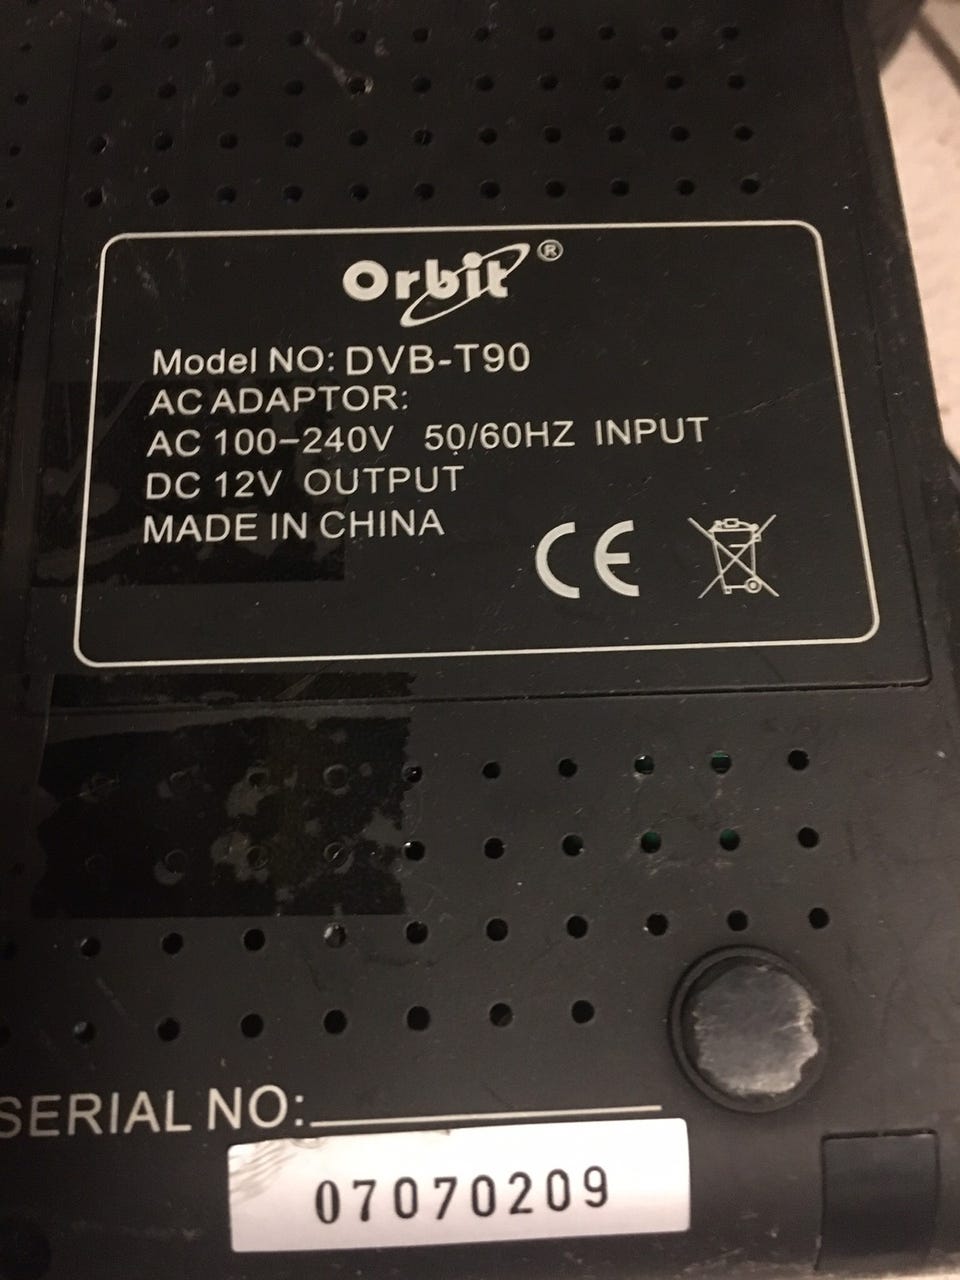 Orbit ®
Model NO: DVB-T90
AC ADAPTOR:
AC 100-240V 50/60HZ INPUT
DC 12V OUTPUT
MADE IN CHINA
CE
SERIAL NO:
07070209